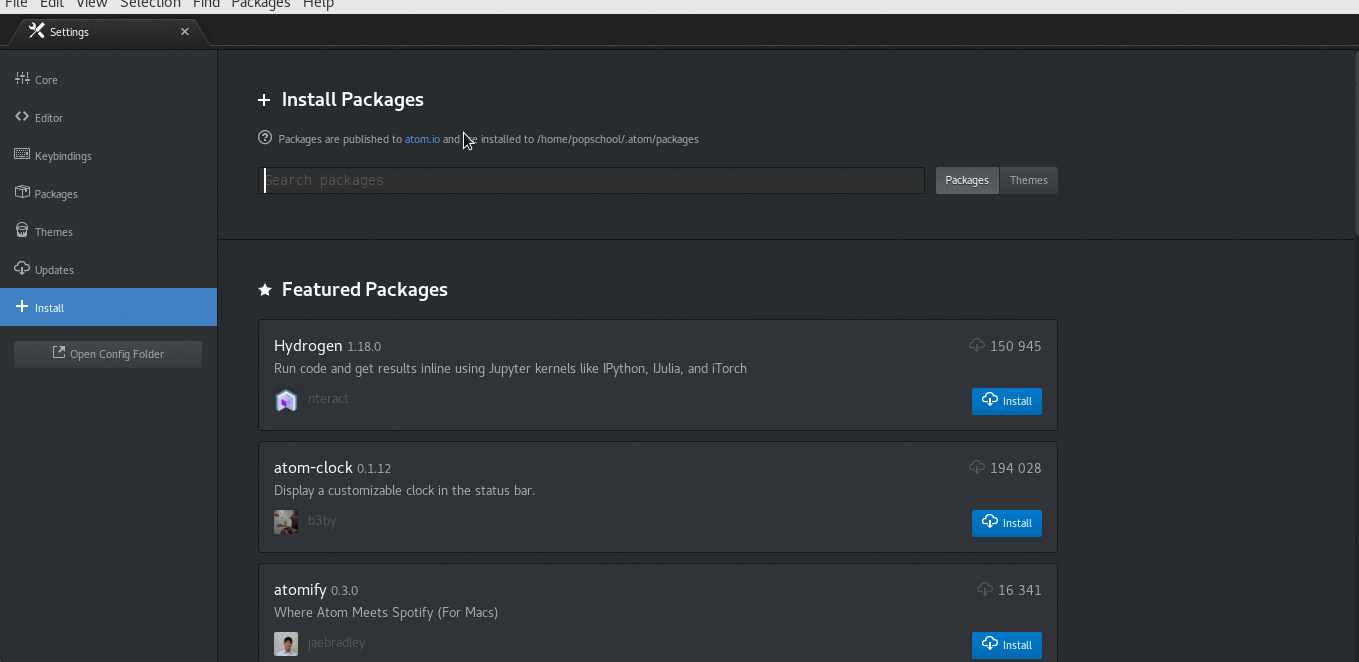 File Edit View Selection Find Packages Help
Settings
Core
Editor
Keybindings
Packages
Themes
Updates
Install
Open Config Folder
Install Packages
Packages are published to atom.io and are installed to /home/popschool/.atom/packages
Search packages
Packages Themes
Featured Packages
Hydrogen 1.18.0 150 945
Run code and get results inline using Jupyter kernels like IPython, IJulia, and iTorch
nteract Install
atom-clock 0.1.12 194 028
Display a customizable clock in the status bar.
b3by Install
atomify 0.3.0 16 341
Where Atom Meets Spotify (For Macs)
jaebradley Install